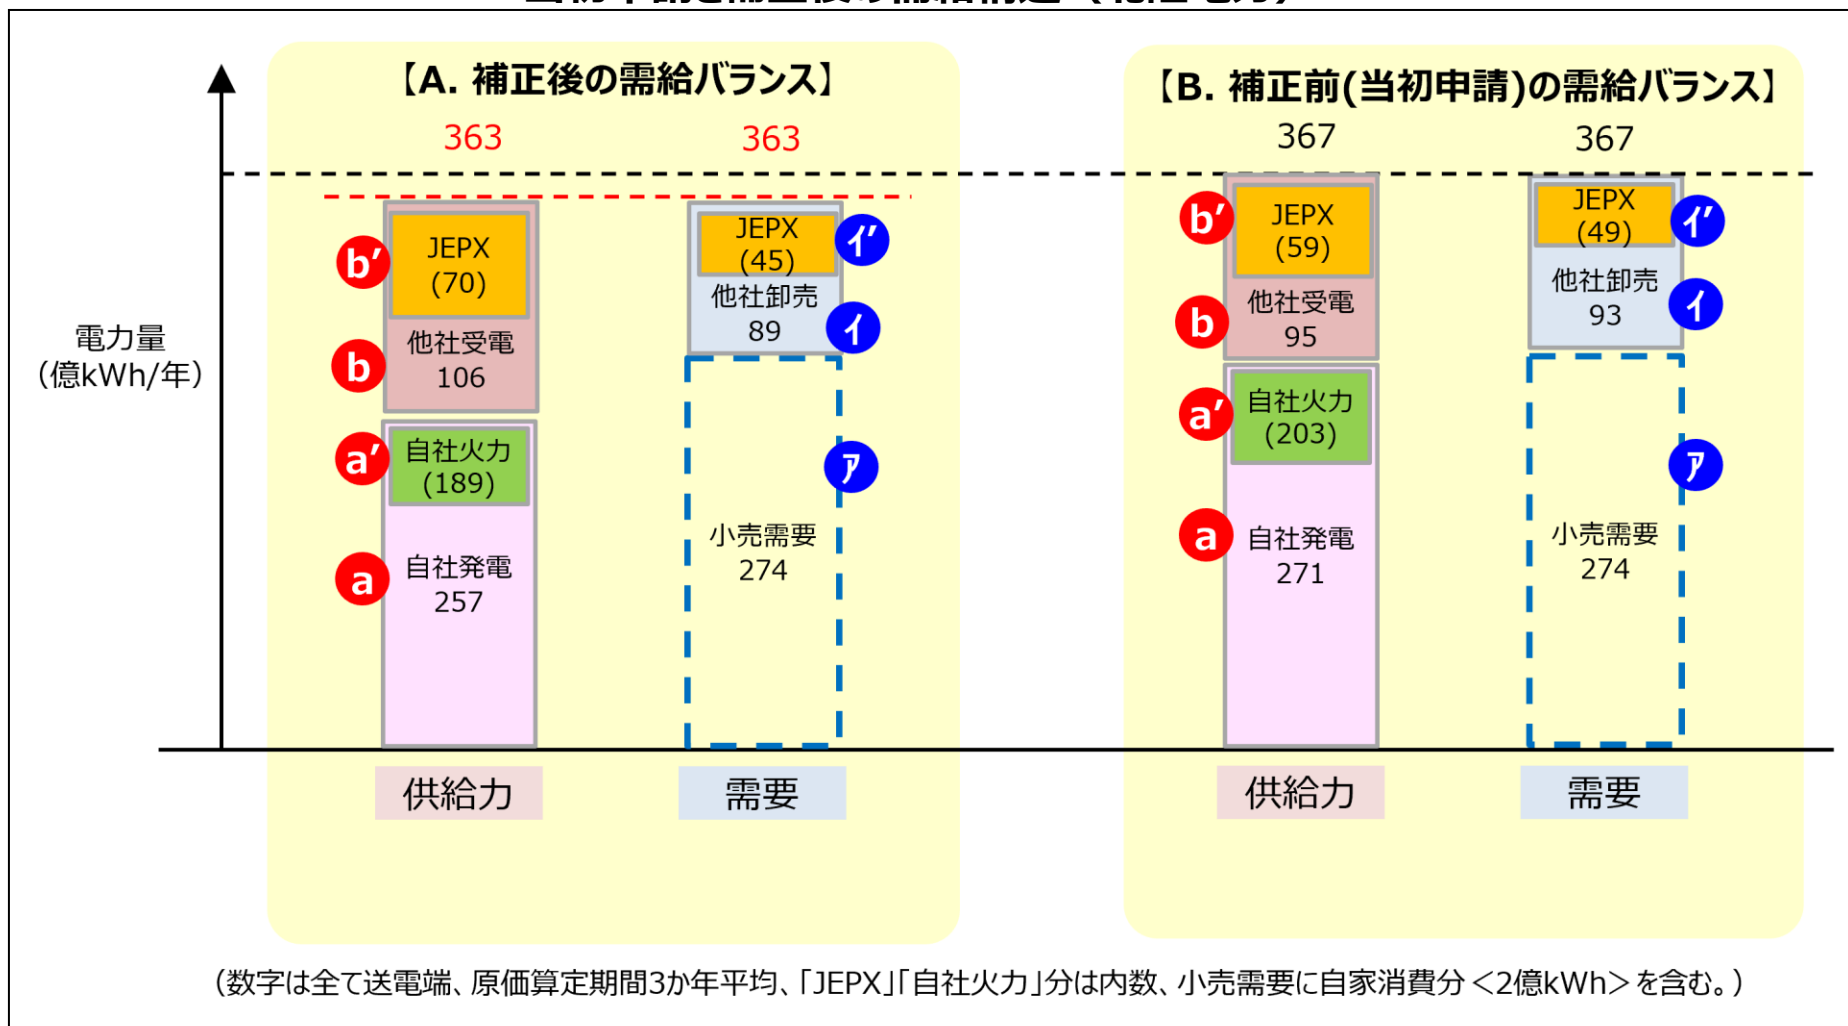 【A. 補正後の需給バランス】
363
363
JEPX
(70)
b′
他社受電
106
b
自社火力
(189)
a′
自社発電
257
a
JEPX
(45)
イ′
他社卸売
89
イ
ア
小売需要
274
【B. 補正前(当初申請)の需給バランス】
367
367
JEPX
(59)
b′
他社受電
95
b
自社火力
(203)
a′
自社発電
271
a
JEPX
(49)
イ′
他社卸売
93
イ
ア
小売需要
274
電力量
（億kWh/年）
供給力
需要
供給力
需要
（数字は全て送電端、原価算定期間3か年平均、「JEPX」「自社火力」分は内数、小売需要に自家消費分＜2億kWh＞を含む。）